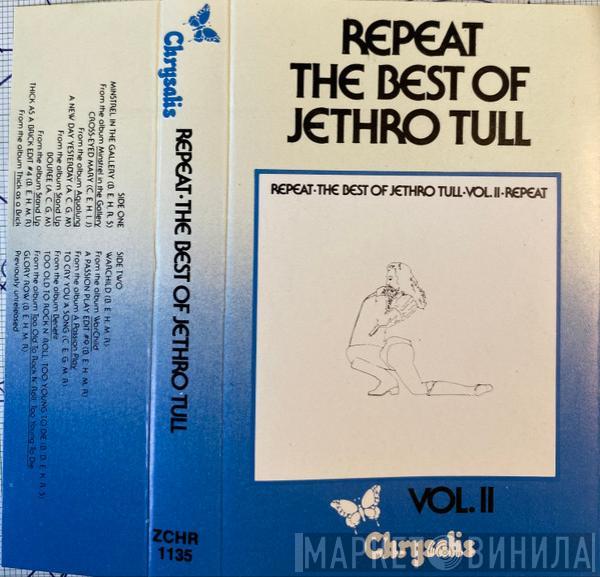 REPEAT
THE BEST OF
JETHRO TULL
REPEAT·THE BEST OF JETHRO TULL·VOL. II·REPEAT
VOL. II
Chrysalis
МАРКЕТ ВИНИЛА
Chrysalis
REPEAT·THE BEST OF JETHRO TULL
ZCHR
1135
SIDE ONE
MINSTREL IN THE GALLERY (B. E. H. R. S)
From the album Minstrel in the Gallery
CROSS-EYED MARY (C. E. H. I. J)
From the album Aqualung
A NEW DAY YESTERDAY (A. C. G. M)
From the album Stand Up
BOUREE (A. C. G. M)
From the album Stand Up
THICK AS A BRICK EDIT #4 (B. E. H. M. R)
From the album Thick as a Brick
SIDE TWO
WARCHILD (B. E. H. M. R)
From the album WarChild
A PASSION PLAY EDIT #9 (B. E. H. M. R)
From the album A Passion Play
TO CRY YOU A SONG (C. E. G. M. R)
From the album Benefit
TOO OLD TO ROCK N' ROLL, TOO YOUNG TO DIE (B. D. E. H. R. S)
From the album Too Old To Rock N' Roll, Too Young To Die
GLORY ROW (B. D. E. H. M. R)
Previously unreleased